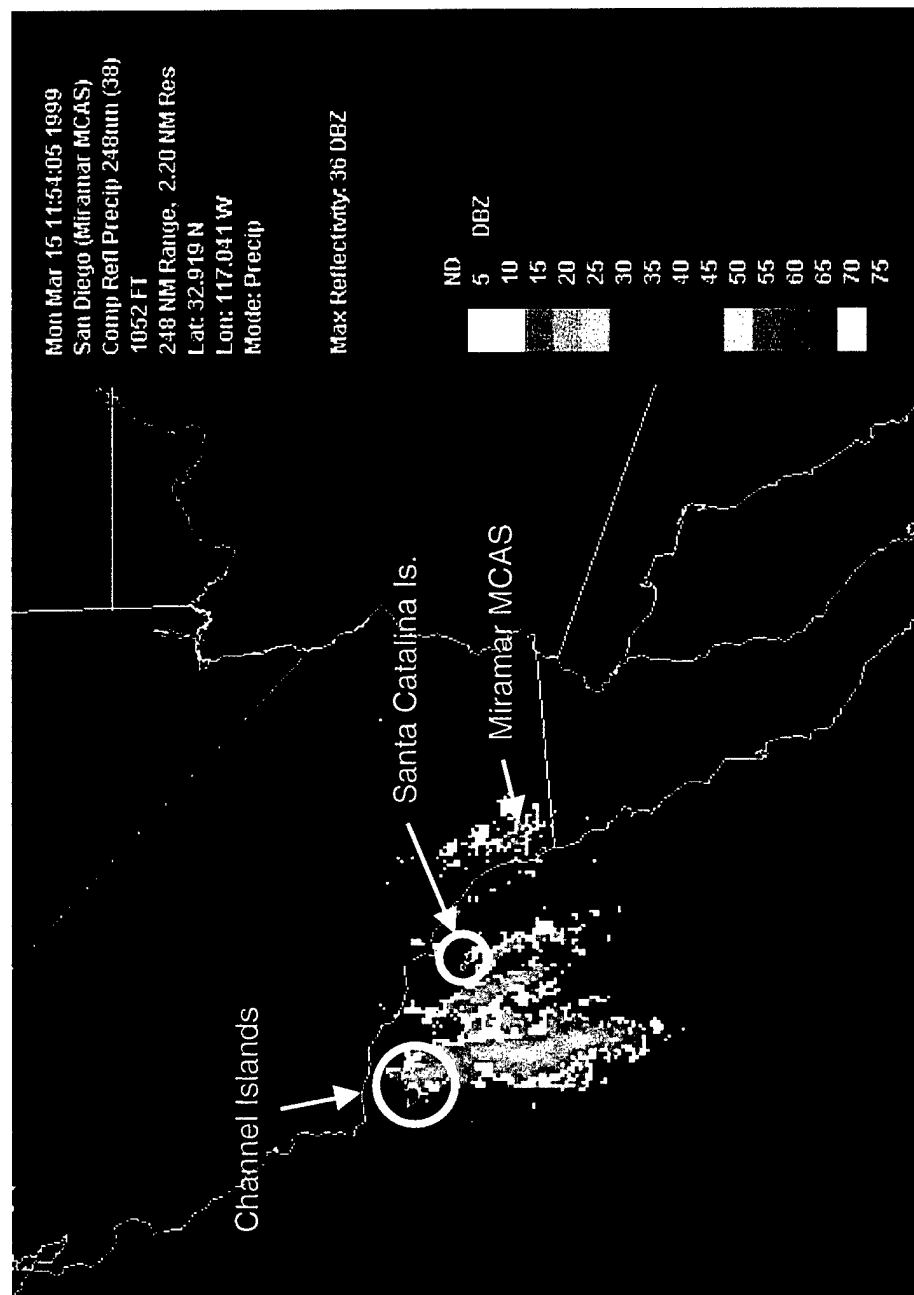 Mon Mar 15 11:54:05 1999
San Diego (Miramar MCAS)
Comp Refl Precip 248nm (38)
1052 FT
248 NM Range, 2.20 NM Res
Lat: 32.919 N
Lon: 117.041 W
Mode: Precip
Max Reflectivity: 36 DBZ
ND DBZ
5
10
15
20
25
30
35
40
45
50
55
60
65
70
75
Channel Islands
Santa Catalina Is.
Miramar MCAS